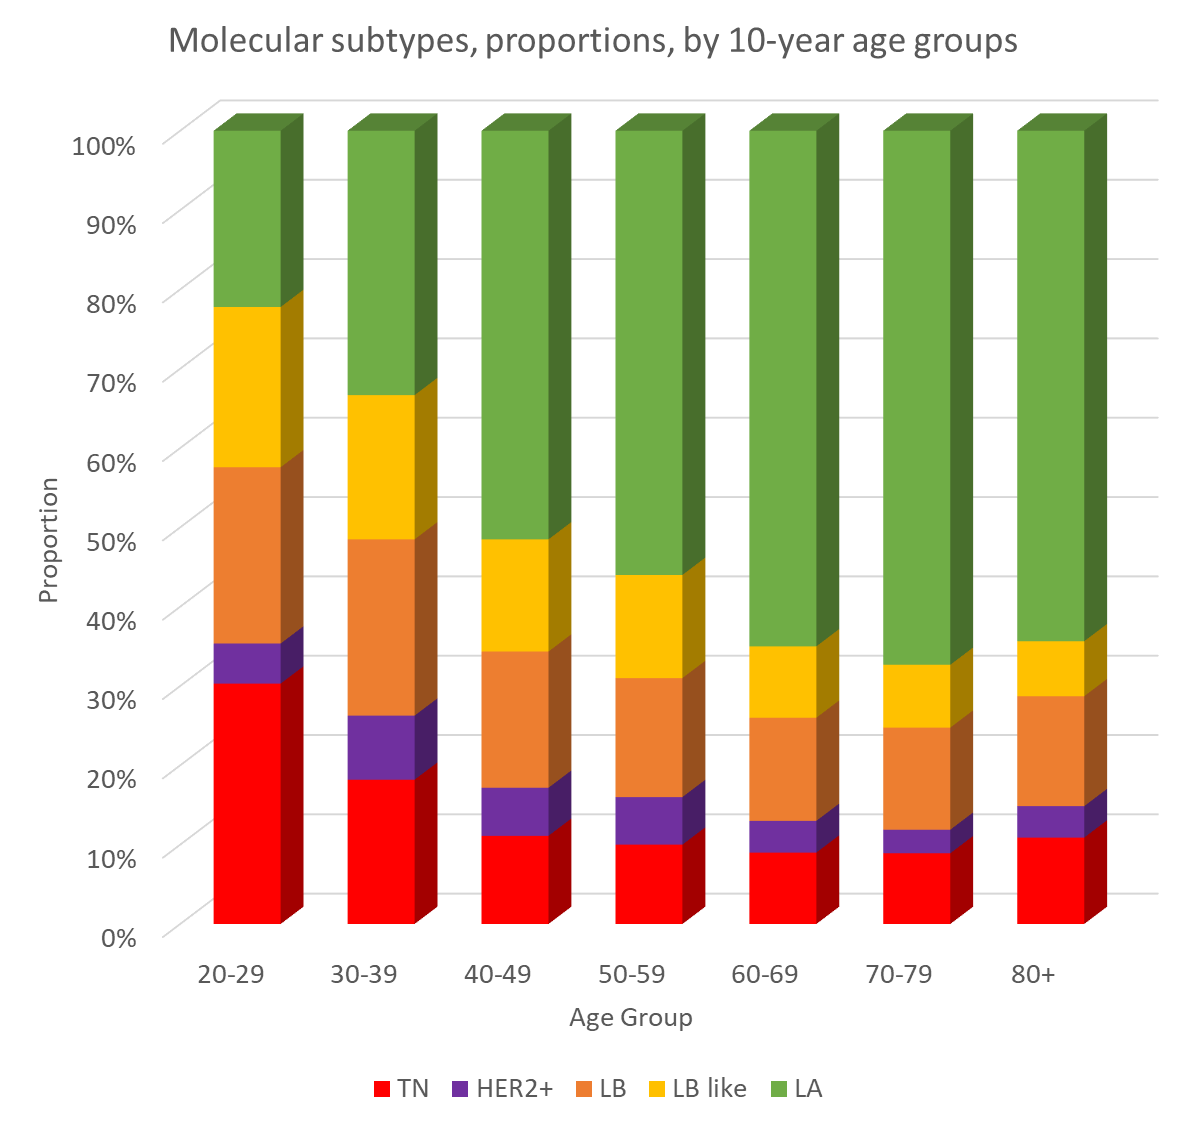 Molecular subtypes, proportions, by 10-year age groups
100%
90%
80%
70%
60%
50%
40%
30%
20%
10%
0%
Proportion
20-29 30-39 40-49 50-59 60-69 70-79 80+
Age Group
TN HER2+ LB LB like LA